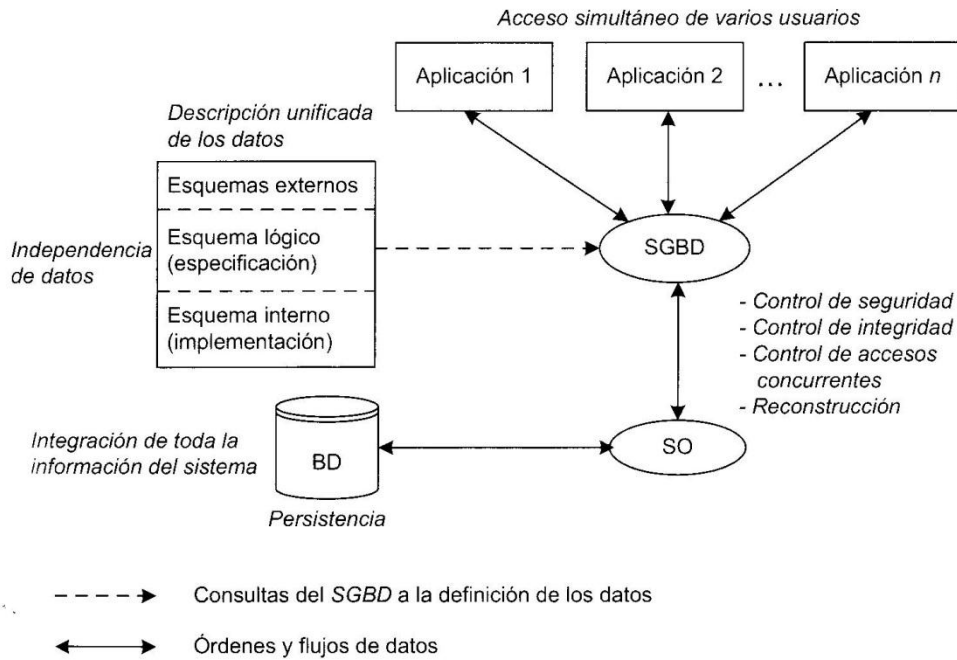 Acceso simultáneo de varios usuarios
Aplicación 1
Aplicación 2
...
Aplicación n
Descripción unificada
de los datos
Esquemas externos
Esquema lógico
(especificación)
Esquema interno
(implementación)
Independencia
de datos
SGBD
- Control de seguridad
- Control de integridad
- Control de accesos
concurrentes
- Reconstrucción
Integración de toda la
información del sistema
BD
SO
Persistencia
Consultas del SGBD a la definición de los datos
Órdenes y flujos de datos